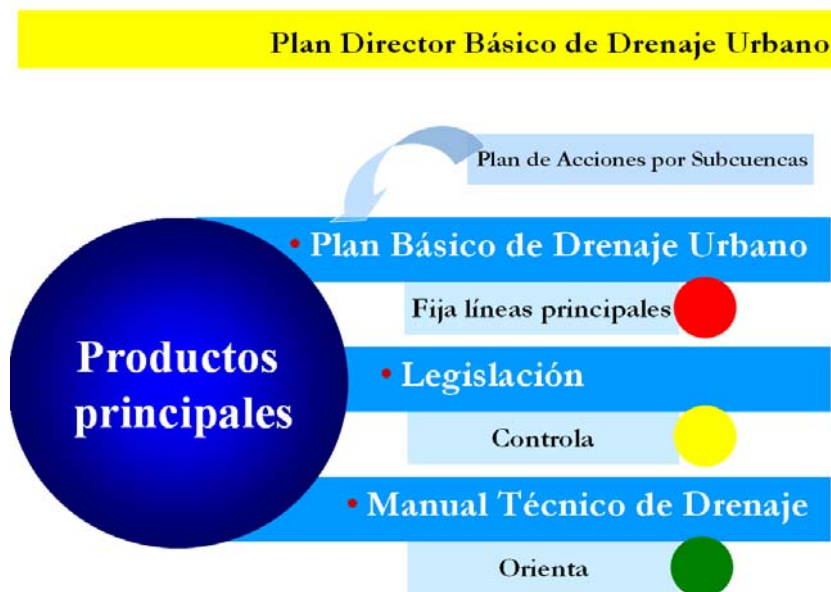 Plan Director Básico de Drenaje Urbano
Plan de Acciones por Subcuencas
• Plan Básico de Drenaje Urbano
Fija líneas principales
Productos
principales
• Legislación
Controla
• Manual Técnico de Drenaje
Orienta